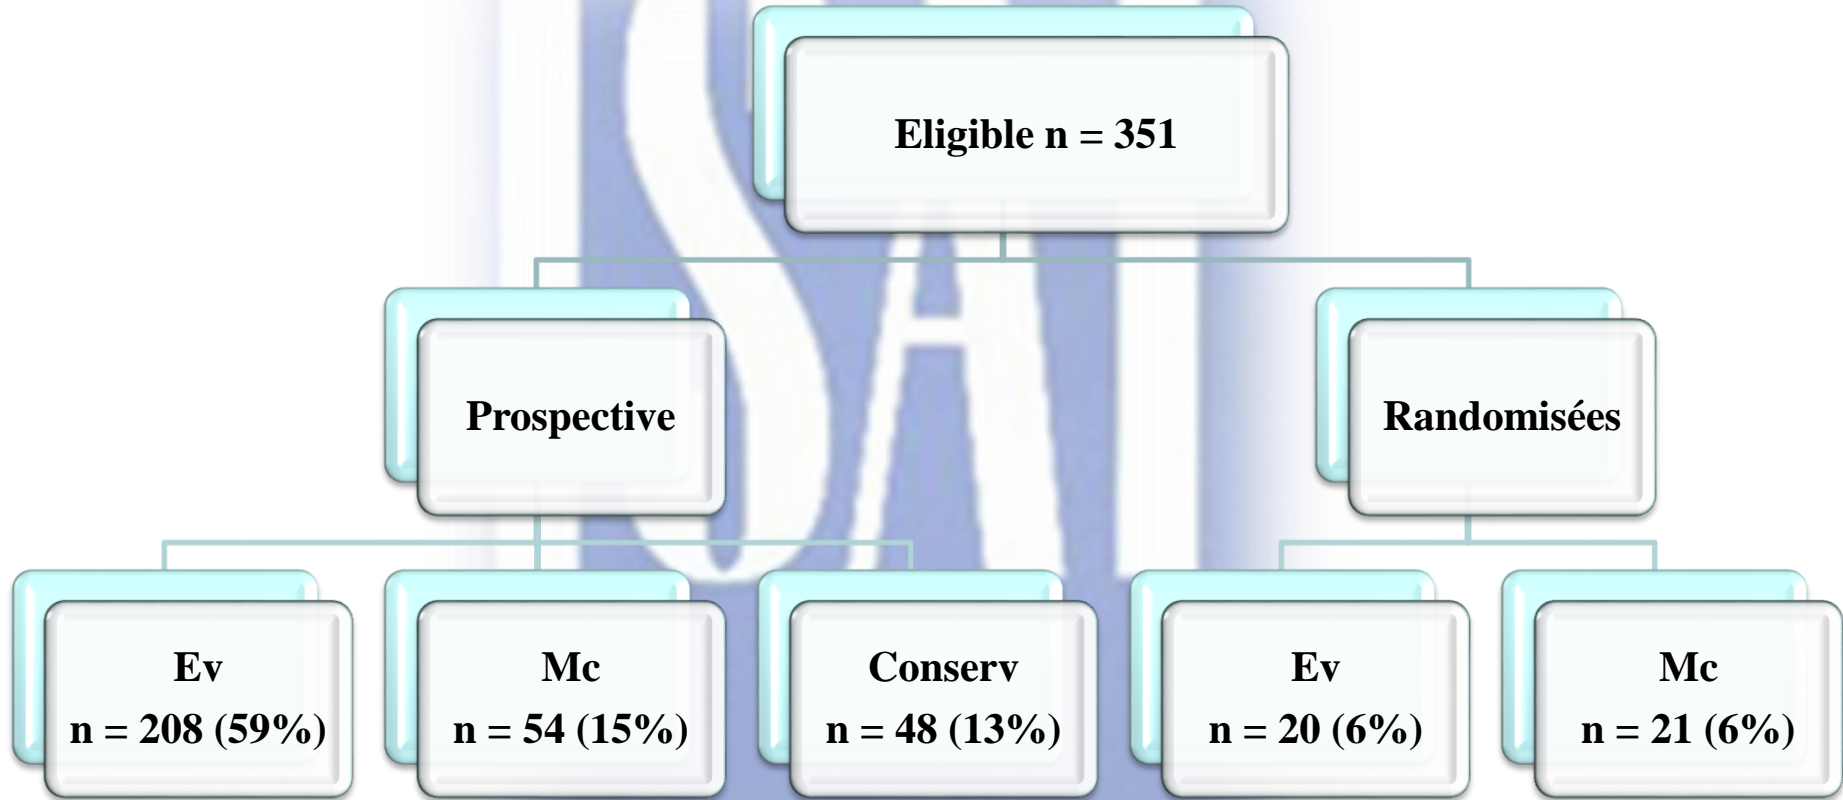 ISAT
Eligible n = 351
Prospective
Randomisées
Ev
n = 208 (59%)
Mc
n = 54 (15%)
Conserv
n = 48 (13%)
Ev
n = 20 (6%)
Mc
n = 21 (6%)